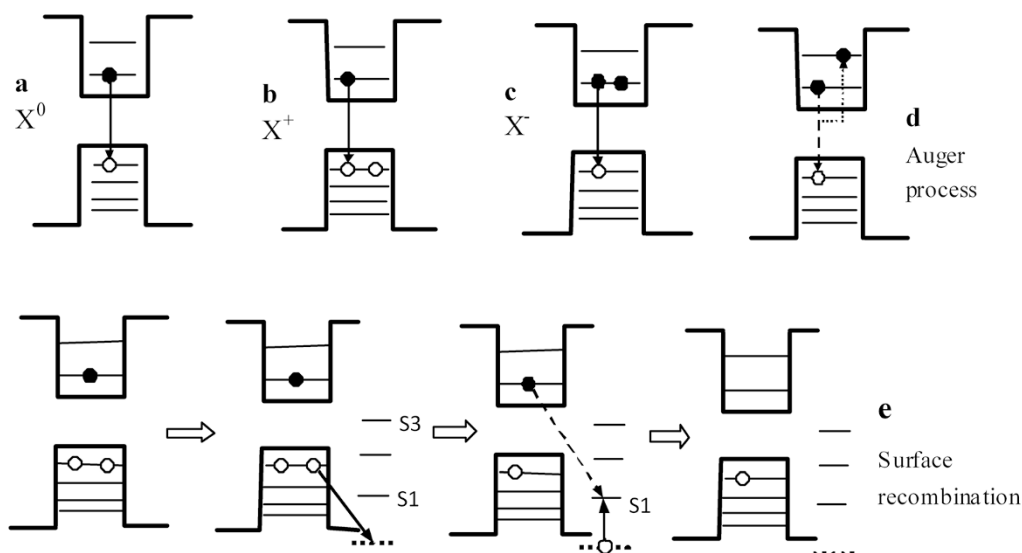 a
X⁰
b
X⁺
c
X⁻
d
Auger
process
S3
S1
S1
e
Surface
recombination